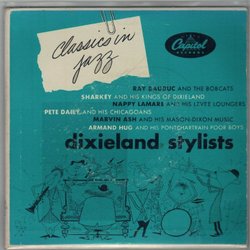 Classics in
jazz
Capitol
RECORDS
RAY BAUDUC AND THE BOBCATS
SHARKEY AND HIS KINGS OF DIXIELAND
NAPPY LAMARE AND HIS LEVEE LOUNGERS
PETE DAILY AND HIS CHICAGOANS
MARVIN ASH AND HIS MASON-DIXON MUSIC
ARMAND HUG AND HIS PONTCHARTRAIN POOR BOYS
dixieland stylists